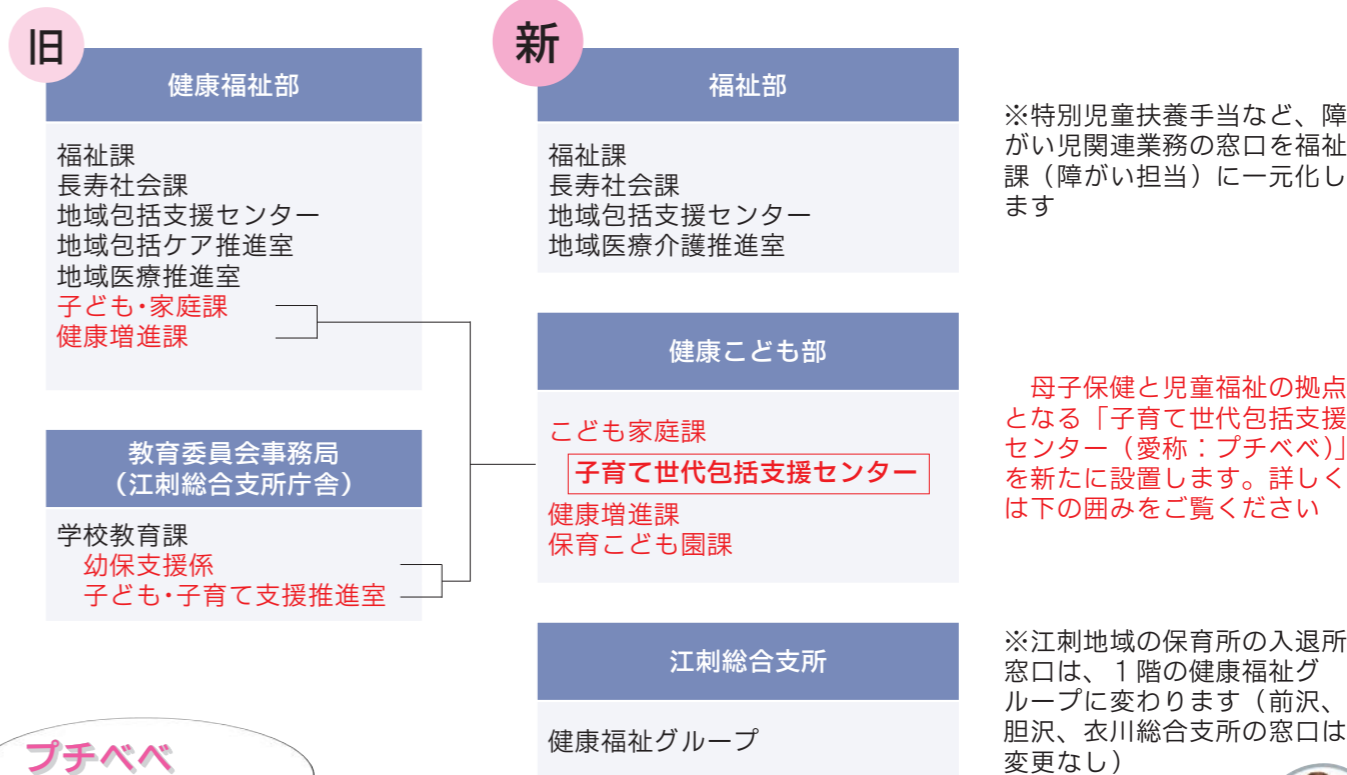 旧
健康福祉部
福祉課
長寿社会課
地域包括支援センター
地域包括ケア推進室
地域医療推進室
子ども・家庭課
健康増進課
教育委員会事務局
（江刺総合支所庁舎）
学校教育課
幼保支援係
子ども・子育て支援推進室
プチベベ
新
福祉部
福祉課
長寿社会課
地域包括支援センター
地域医療介護推進室
健康こども部
こども家庭課
子育て世代包括支援センター
健康増進課
保育こども園課
江刺総合支所
健康福祉グループ
※特別児童扶養手当など、障
がい児関連業務の窓口を福祉
課（障がい担当）に一元化し
ます
母子保健と児童福祉の拠点
となる「子育て世代包括支援
センター（愛称：プチベベ）」
を新たに設置します。詳しく
は下の囲みをご覧ください
※江刺地域の保育所の入退所
窓口は、１階の健康福祉グ
ループに変わります（前沢、
胆沢、衣川総合支所の窓口は
変更なし）